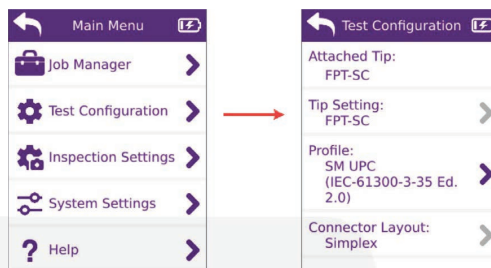 Main Menu
Job Manager
Test Configuration
Inspection Settings
System Settings
? Help
Test Configuration
Attached Tip:
FPT-SC
Tip Setting:
FPT-SC
Profile:
SM UPC
(IEC-61300-3-35 Ed.
2.0)
Connector Layout:
Simplex